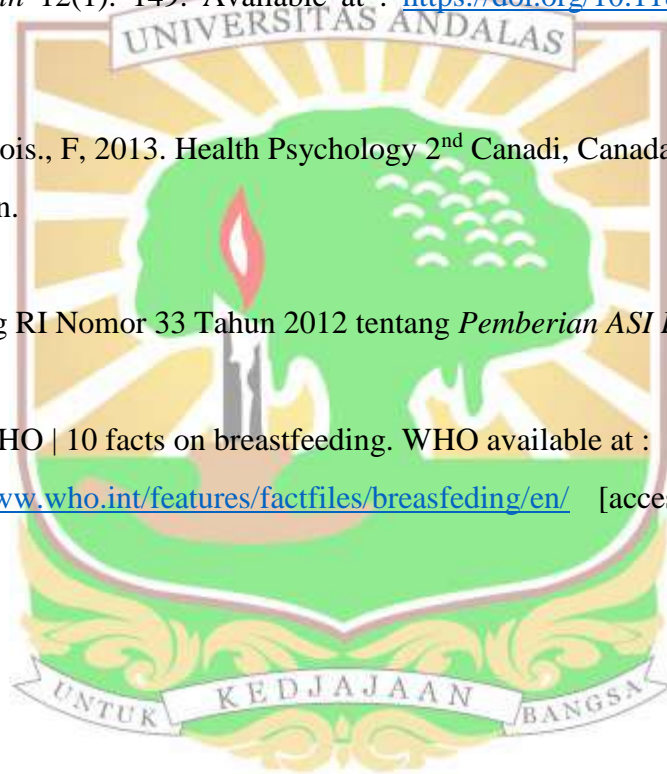 12(1). 149. Available at : https://doi.org/10.
UNIVERSITAS ANDALAS
ois., F, 2013. Health Psychology 2nd Canadi, Canada
n.
g RI Nomor 33 Tahun 2012 tentang Pemberian ASI
HO | 10 facts on breastfeeding. WHO available at :
ww.who.int/features/factfiles/breasfeding/en/ [acces
UNTUK KEDJAJAAN BANGSA